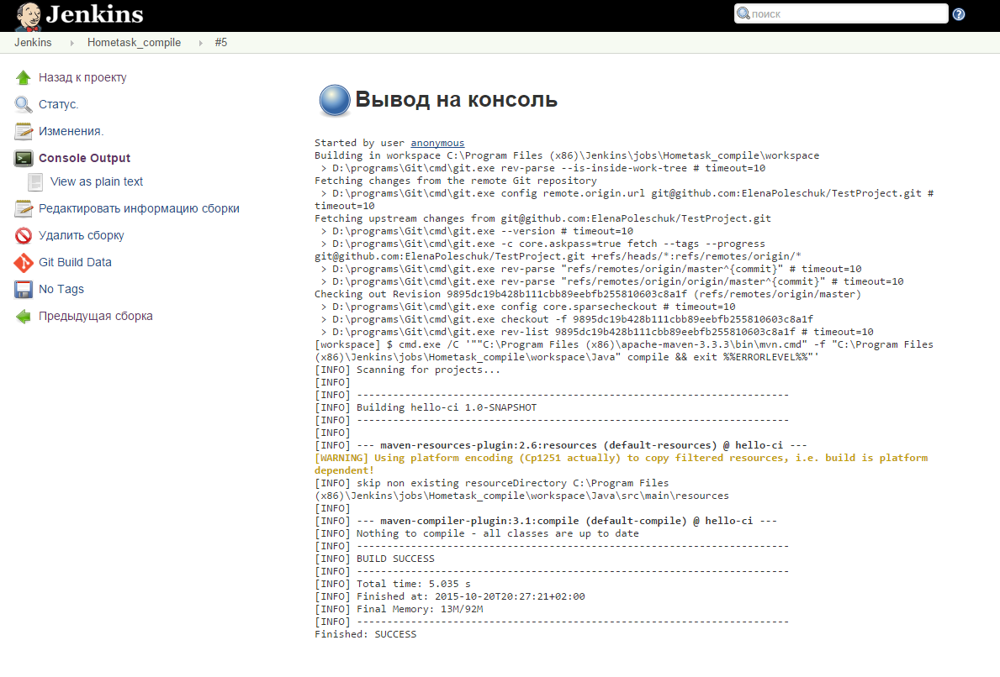 Jenkins
поиск
Jenkins Hometask_compile #5
Назад к проекту
Статус.
Изменения.
Console Output
View as plain text
Редактировать информацию сборки
Удалить сборку
Git Build Data
No Tags
Предыдущая сборка
Вывод на консоль
Started by user anonymous
Building in workspace C:\Program Files (x86)\Jenkins\jobs\Hometask_compile\workspace
 > D:\programs\Git\cmd\git.exe rev-parse --is-inside-work-tree # timeout=10
Fetching changes from the remote Git repository
 > D:\programs\Git\cmd\git.exe config remote.origin.url git@github.com:ElenaPoleschuk/TestProject.git #
timeout=10
Fetching upstream changes from git@github.com:ElenaPoleschuk/TestProject.git
 > D:\programs\Git\cmd\git.exe --version # timeout=10
 > D:\programs\Git\cmd\git.exe -c core.askpass=true fetch --tags --progress
git@github.com:ElenaPoleschuk/TestProject.git +refs/heads/*:refs/remotes/origin/*
 > D:\programs\Git\cmd\git.exe rev-parse "refs/remotes/origin/master^{commit}" # timeout=10
 > D:\programs\Git\cmd\git.exe rev-parse "refs/remotes/origin/origin/master^{commit}" # timeout=10
Checking out Revision 9895dc19b428b111cbb89eebfb255810603c8a1f (refs/remotes/origin/master)
 > D:\programs\Git\cmd\git.exe config core.sparsecheckout # timeout=10
 > D:\programs\Git\cmd\git.exe checkout -f 9895dc19b428b111cbb89eebfb255810603c8a1f
 > D:\programs\Git\cmd\git.exe rev-list 9895dc19b428b111cbb89eebfb255810603c8a1f # timeout=10
[workspace] $ cmd.exe /C '""C:\Program Files (x86)\apache-maven-3.3.3\bin\mvn.cmd" -f "C:\Program Files
(x86)\Jenkins\jobs\Hometask_compile\workspace\Java" compile && exit %%ERRORLEVEL%%"'
[INFO] Scanning for projects...
[INFO]
[INFO] ------------------------------------------------------------------------
[INFO] Building hello-ci 1.0-SNAPSHOT
[INFO] ------------------------------------------------------------------------
[INFO]
[INFO] --- maven-resources-plugin:2.6:resources (default-resources) @ hello-ci ---
[WARNING] Using platform encoding (Cp1251 actually) to copy filtered resources, i.e. build is platform
dependent!
[INFO] skip non existing resourceDirectory C:\Program Files
(x86)\Jenkins\jobs\Hometask_compile\workspace\Java\src\main\resources
[INFO]
[INFO] --- maven-compiler-plugin:3.1:compile (default-compile) @ hello-ci ---
[INFO] Nothing to compile - all classes are up to date
[INFO] ------------------------------------------------------------------------
[INFO] BUILD SUCCESS
[INFO] ------------------------------------------------------------------------
[INFO] Total time: 5.035 s
[INFO] Finished at: 2015-10-20T20:27:21+02:00
[INFO] Final Memory: 13M/92M
[INFO] ------------------------------------------------------------------------
Finished: SUCCESS